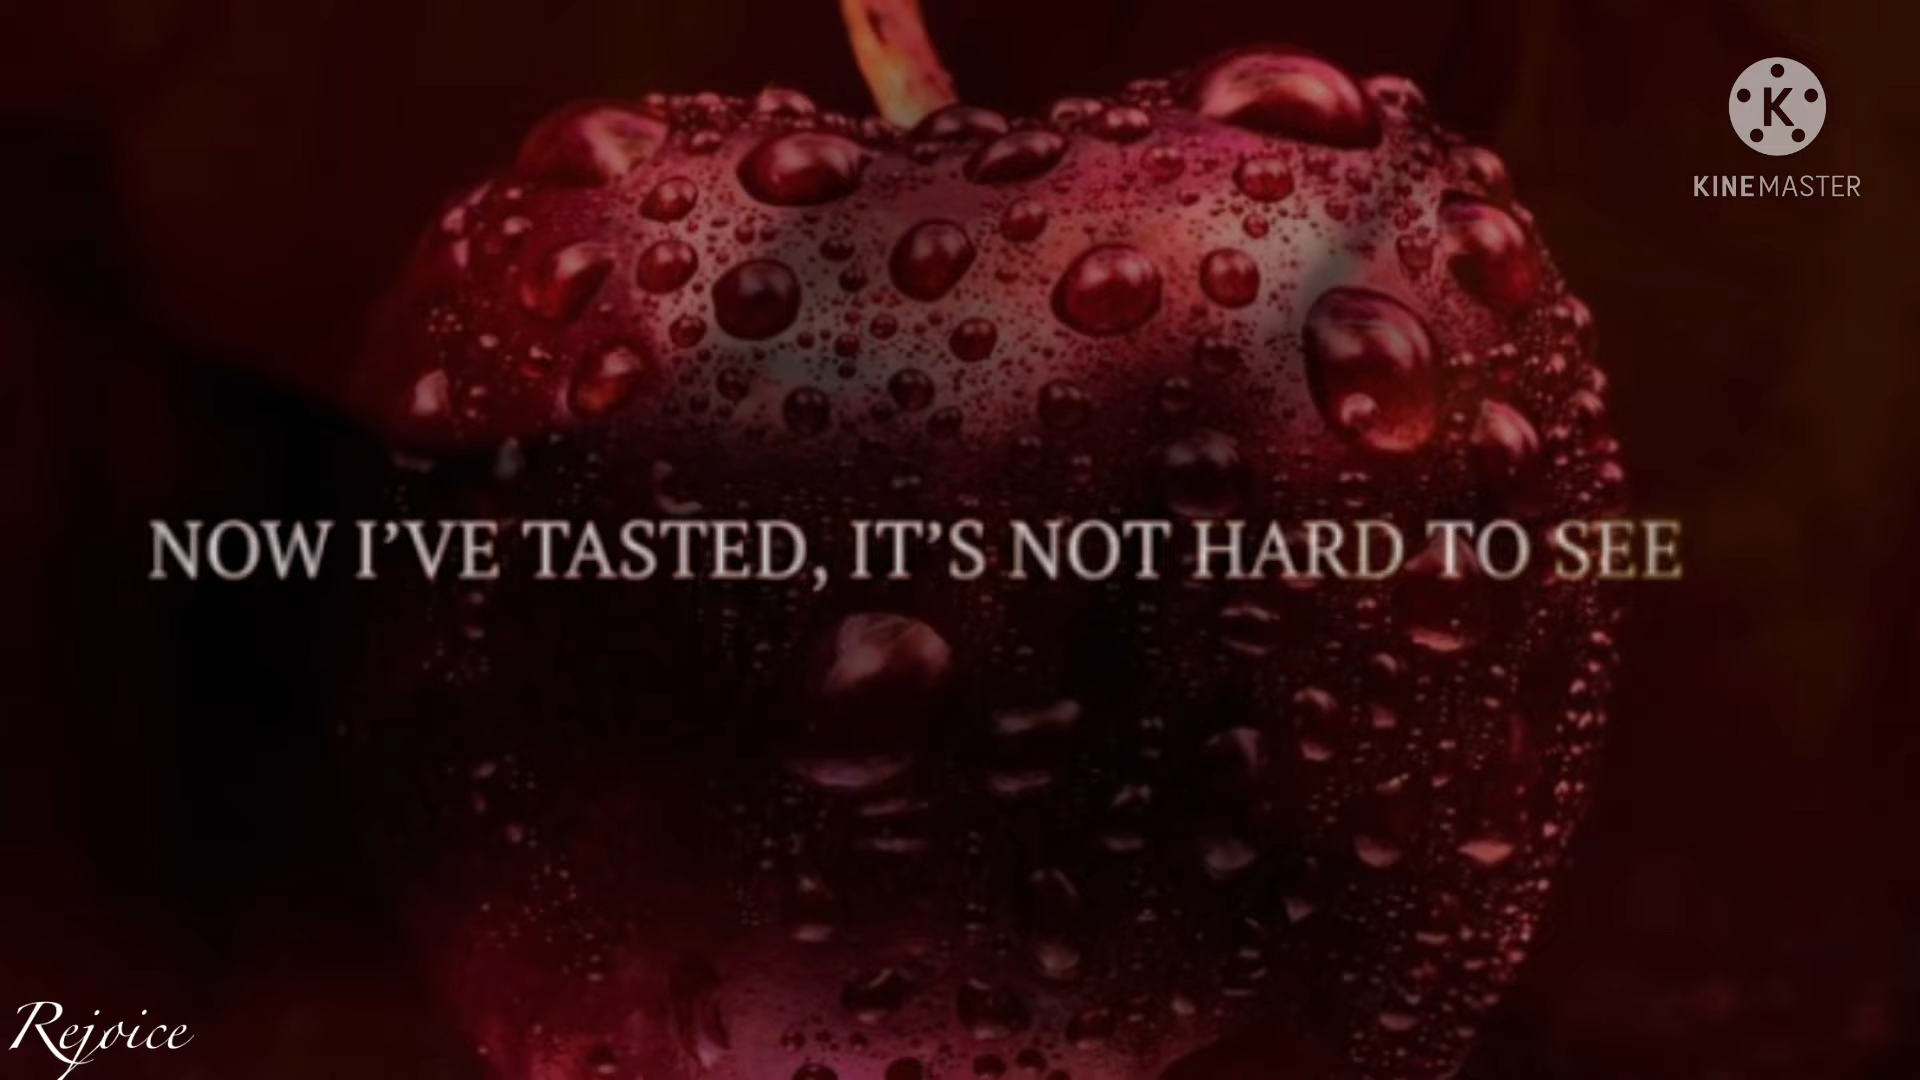 K
KINEMASTER
NOW I’VE TASTED, IT’S NOT HARD TO SEE
Rejoice